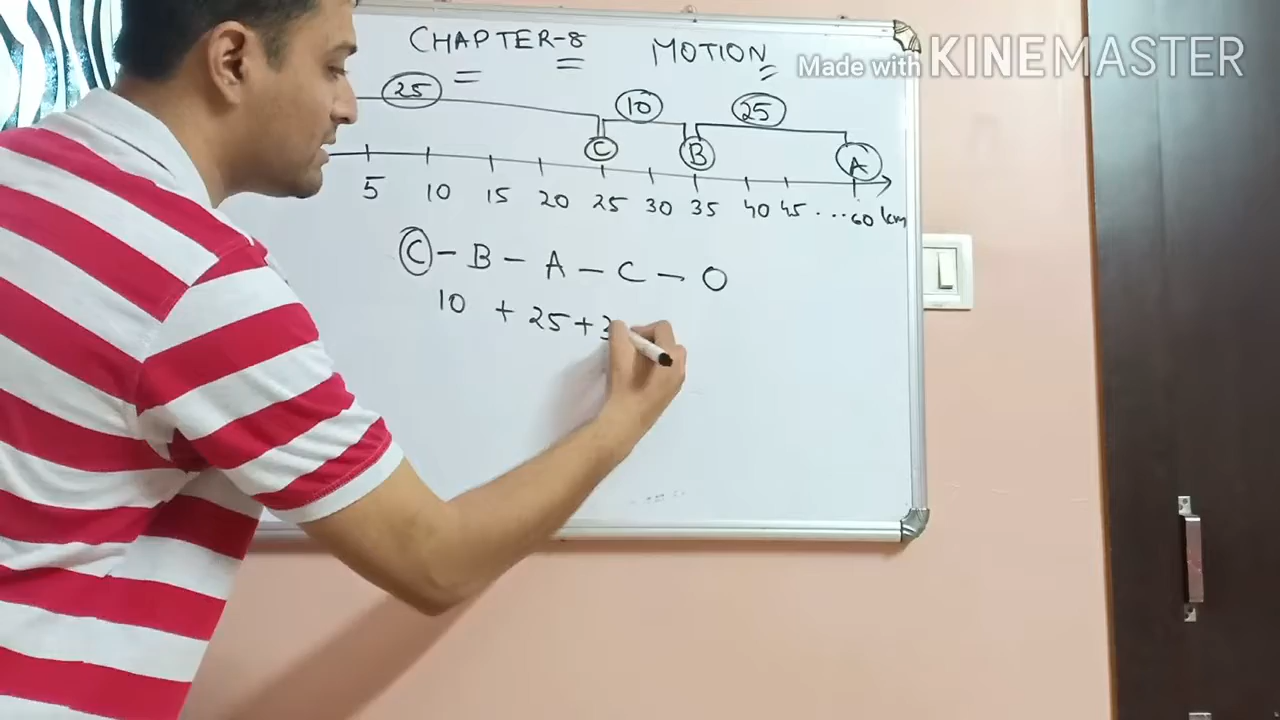 CHAPTER-8 MOTION
Made with KINEMASTER
25 10 25
C B A
5 10 15 20 25 30 35 40 45 ... 60 km
C - B - A - C - O
10 + 25 + 3